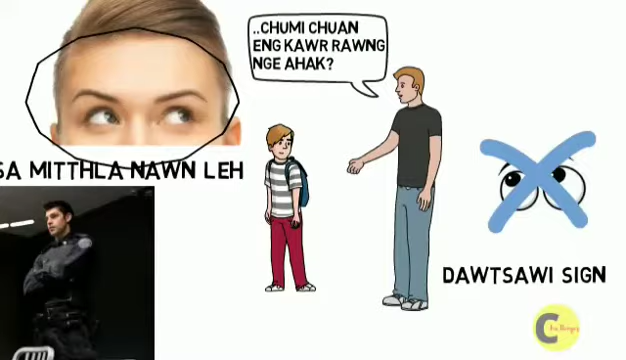 ..CHUMI CHUAN
ENG KAWR RAWNG
NGE AHAK?
SA MITTHLA NAWN LEH
DAWTSAWI SIGN
C